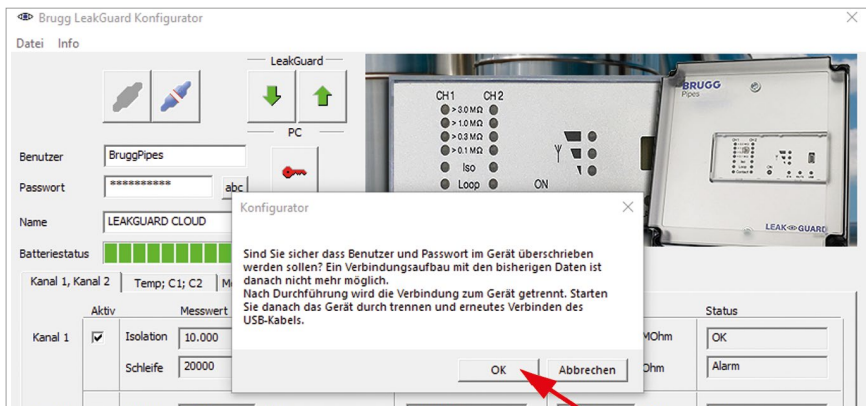 Brugg LeakGuard Konfigurator
Datei Info
LeakGuard
PC
Benutzer BruggPipes
Passwort ********** abc
Name LEAKGUARD CLOUD
Batteriestatus
CH1 CH2
>3.0 MΩ
>1.0 MΩ
>0.3 MΩ
>0.1 MΩ
Iso
Loop ON
BRUGG
Pipes
LEAK GUARD
Konfigurator
Sind Sie sicher dass Benutzer und Passwort im Gerät überschrieben
werden sollen? Ein Verbindungsaufbau mit den bisherigen Daten ist
danach nicht mehr möglich.
Nach Durchführung wird die Verbindung zum Gerät getrennt. Starten
Sie danach das Gerät durch trennen und erneutes Verbinden des
USB-Kabels.
OK Abbrechen
Kanal 1, Kanal 2 Temp; C1; C2
Aktiv Messwert Status
Kanal 1 Isolation 10.000 MOhm OK
Schleife 20000 Ohm Alarm